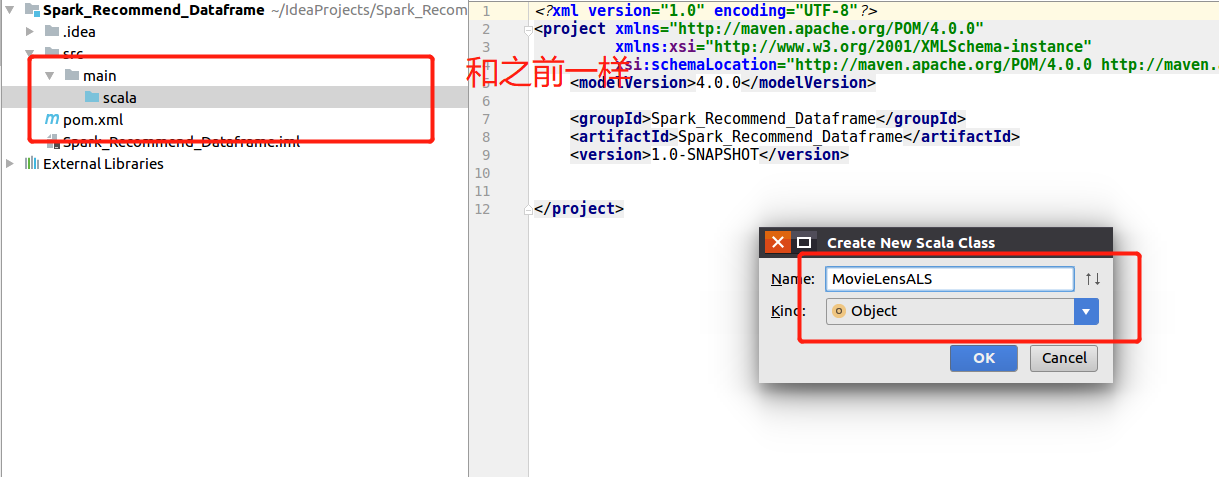 Spark_Recommend_Dataframe ~/IdeaProjects/Spark_Recom
.idea
src
main
scala
pom.xml
Spark_Recommend_Dataframe.iml
External Libraries
和之前一样
1 <?xml version="1.0" encoding="UTF-8"?>
2 <project xmlns="http://maven.apache.org/POM/4.0.0"
3 xmlns:xsi="http://www.w3.org/2001/XMLSchema-instance"
xsi:schemaLocation="http://maven.apache.org/POM/4.0.0 http://maven.a
5 <modelVersion>4.0.0</modelVersion>
6
7 <groupId>Spark_Recommend_Dataframe</groupId>
8 <artifactId>Spark_Recommend_Dataframe</artifactId>
9 <version>1.0-SNAPSHOT</version>
10
11
12 </project>
Create New Scala Class
Name: MovieLensALS
Kind: Object
OK Cancel